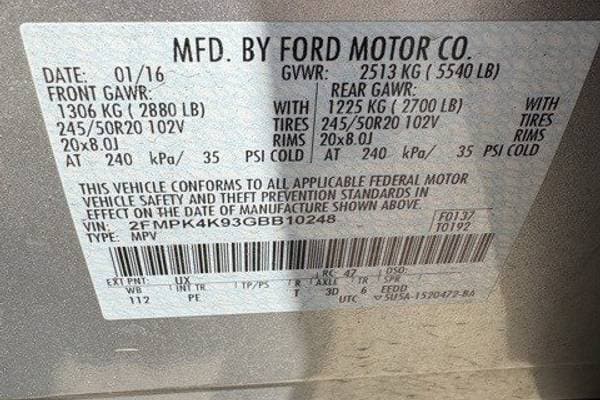 MFD. BY FORD MOTOR CO.
DATE: 01/16 GVWR: 2513 KG ( 5540 LB)
FRONT GAWR: REAR GAWR:
1306 KG ( 2880 LB) WITH 1225 KG ( 2700 LB) WITH
245/50R20 102V TIRES 245/50R20 102V TIRES
20x8.0J RIMS 20x8.0J RIMS
AT 240 kPa/ 35 PSI COLD AT 240 kPa/ 35 PSI COLD
THIS VEHICLE CONFORMS TO ALL APPLICABLE FEDERAL MOTOR
VEHICLE SAFETY AND THEFT PREVENTION STANDARDS IN
EFFECT ON THE DATE OF MANUFACTURE SHOWN ABOVE.
VIN: 2FMPK4K93GBB10248 F0137
TYPE: MPV T0192
EXT PNT: UX RC: 47 DSO:
WB INT TR TP/PS R AXLE TR SPR
112 PE T 3D 6 EEDD
UTC 5U5A-1520472-BA